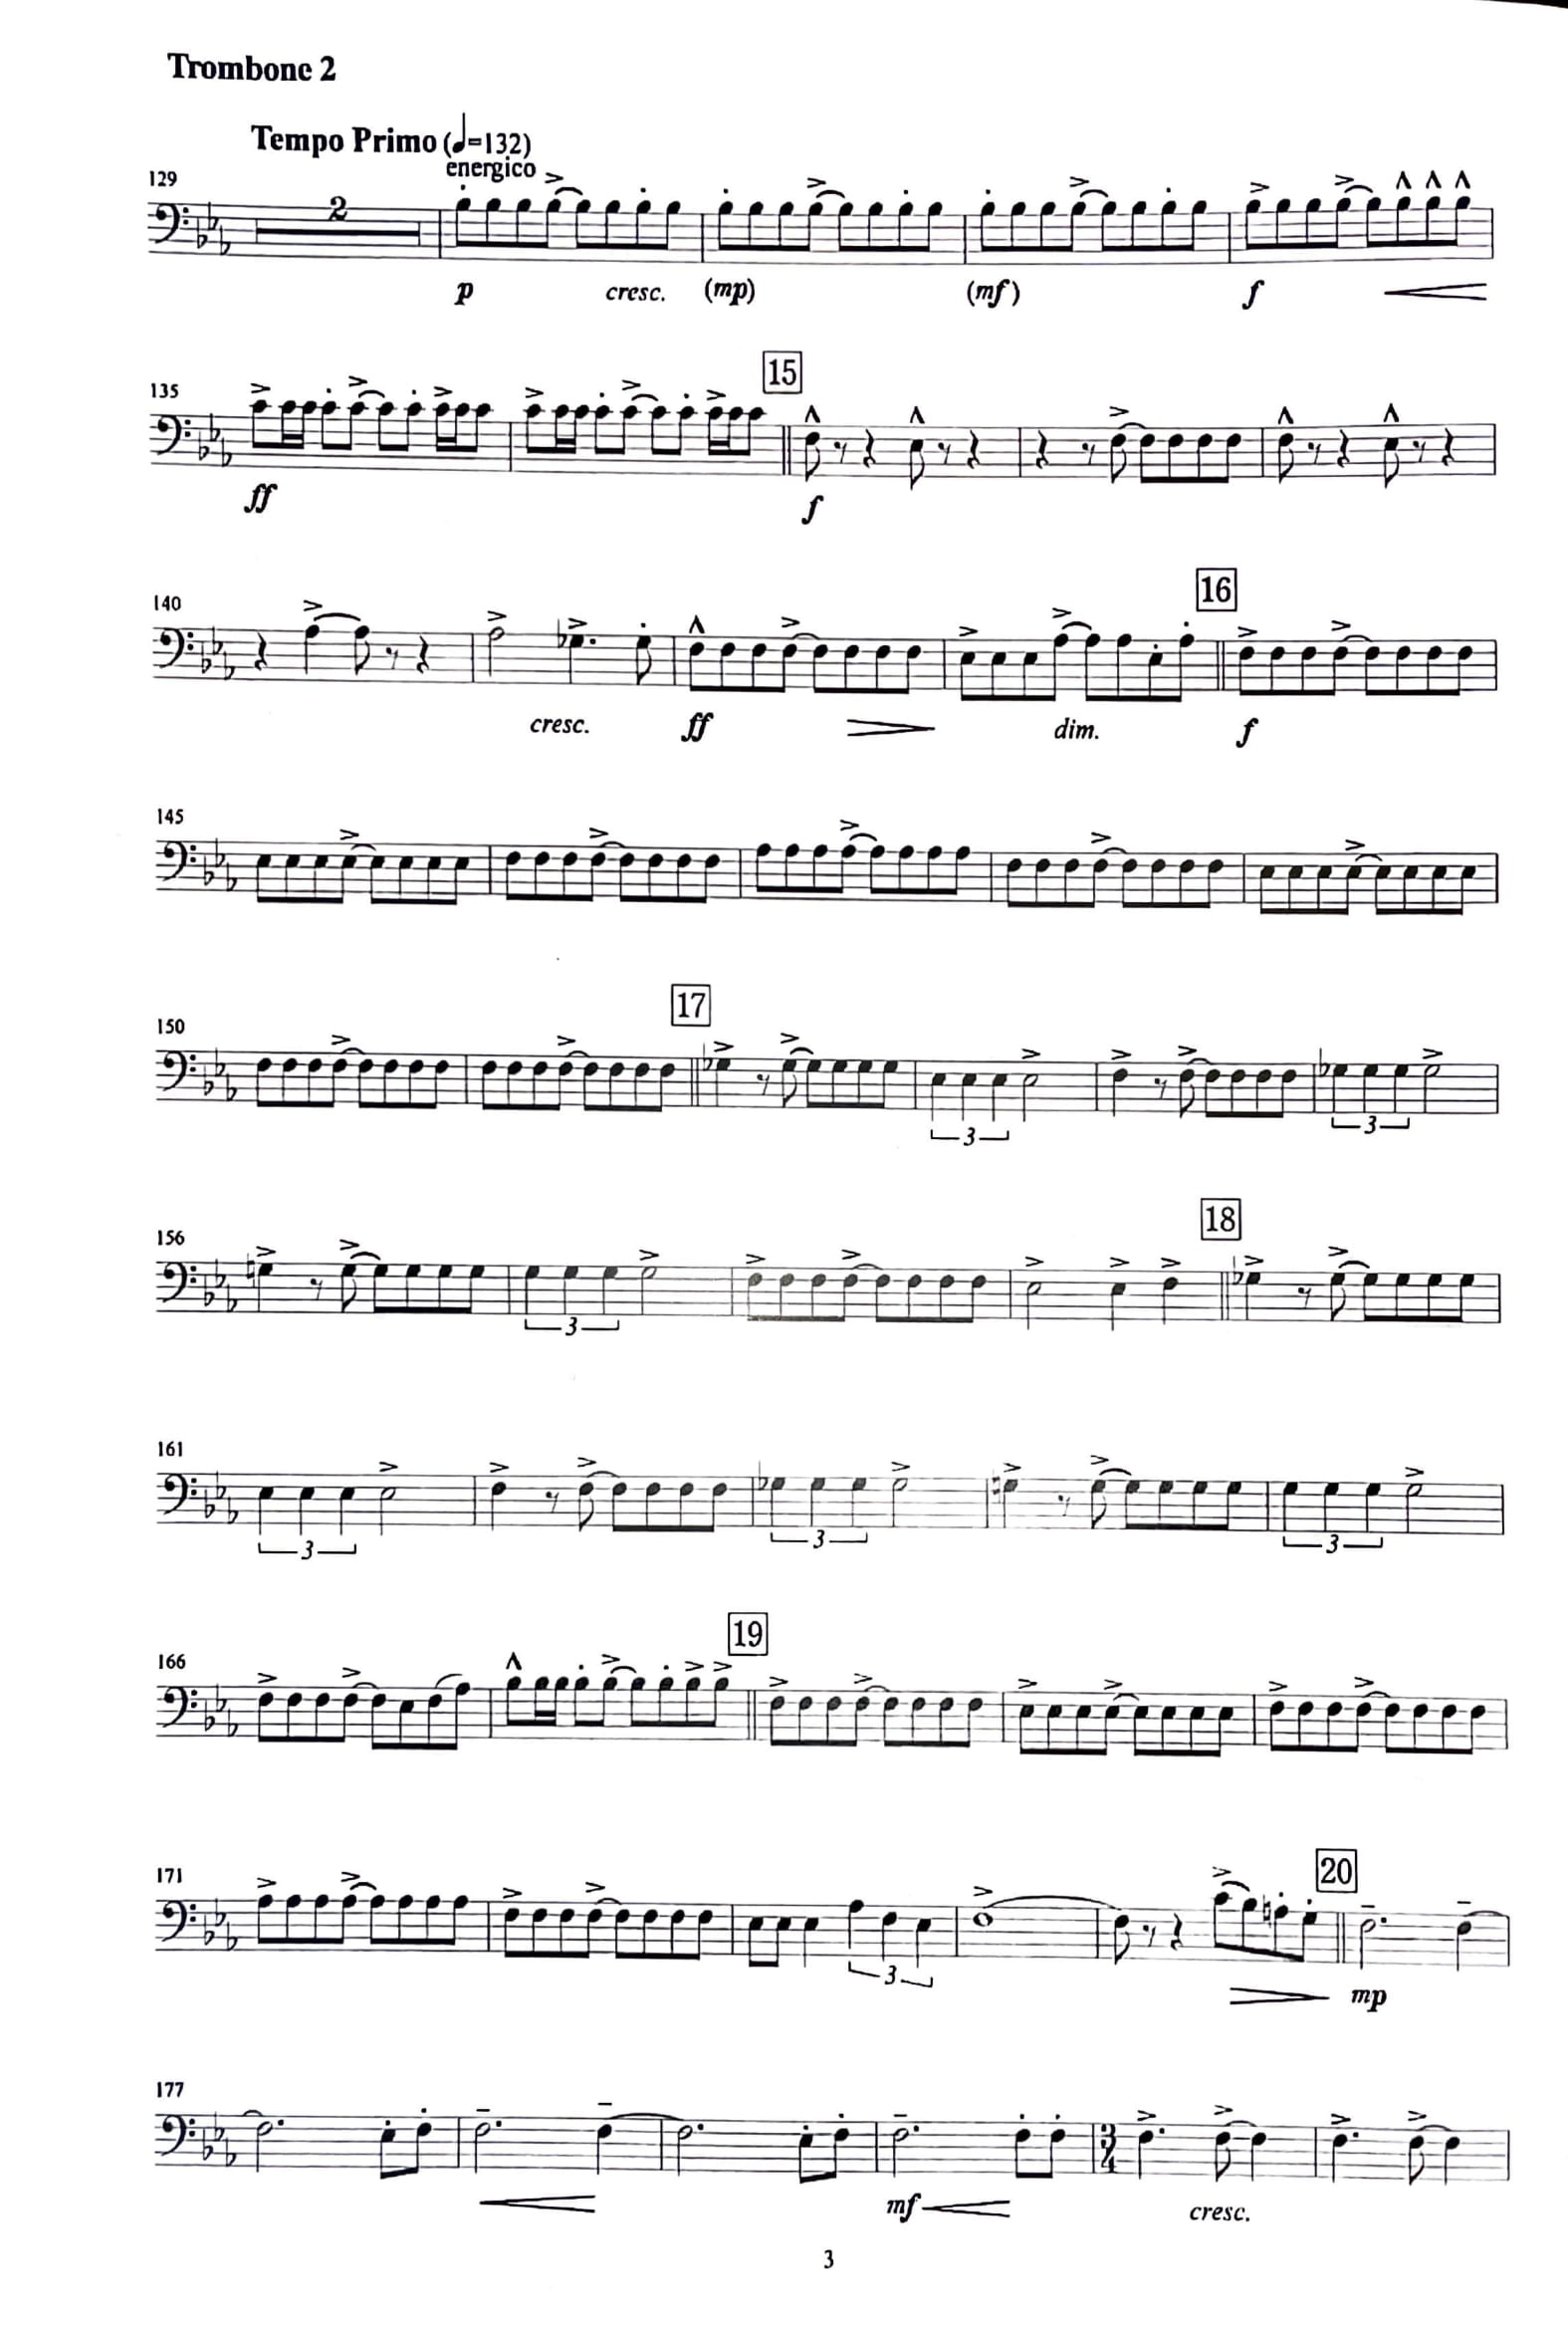 Trombone 2
Tempo Primo (♩=132)
energico
129
2
p cresc. (mp) (mf) f
15
135
ff f
16
140
cresc. ff dim. f
145
17
150
3 3
18
156
3
161
3 3 3
19
166
20
171
3
mp
177
3
4
mf cresc.
3